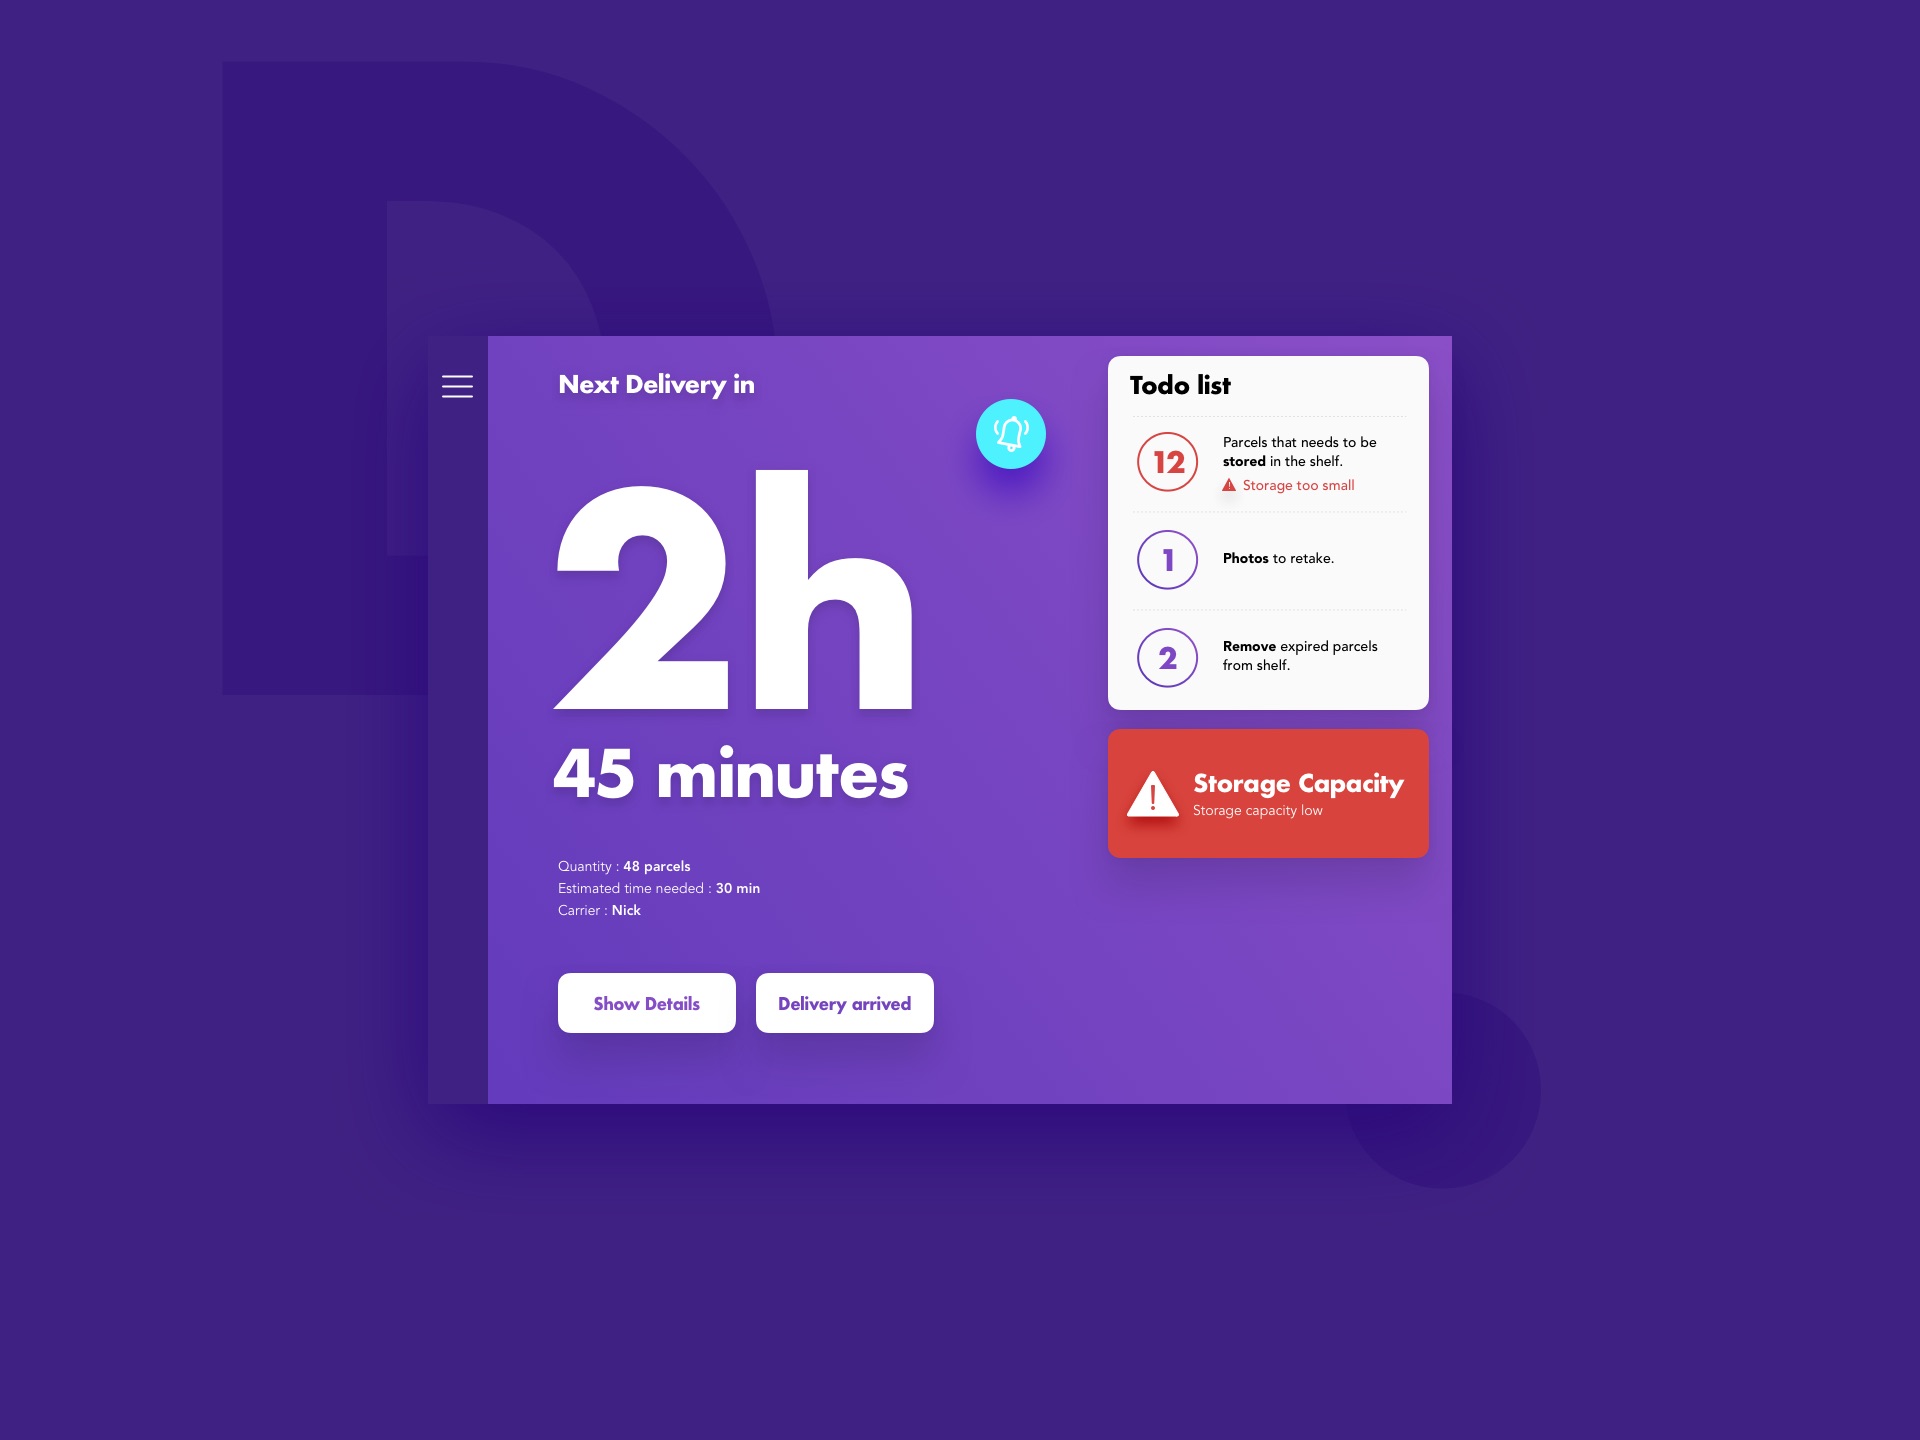 D.
Next Delivery in
2h
45 minutes
Quantity : 48 parcels
Estimated time needed : 30 min
Carrier : Nick
Show Details
Delivery arrived
Todo list
12
Parcels that needs to be
stored in the shelf.
Storage too small
1
Photos to retake.
2
Remove expired parcels
from shelf.
Storage Capacity
Storage capacity low